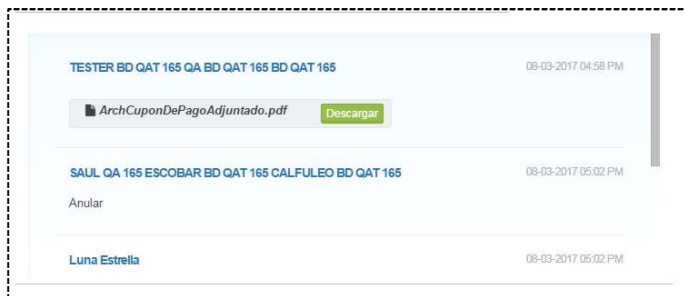 TESTER BD QAT 165 QA BD QAT 165 BD QAT 165 08-03-2017 04:58 PM
ArchCuponDePagoAdjuntado.pdf Descargar
SAUL QA 165 ESCOBAR BD QAT 165 CALFULEO BD QAT 165 08-03-2017 05:02 PM
Anular
Luna Estrella 08-03-2017 05:02 PM